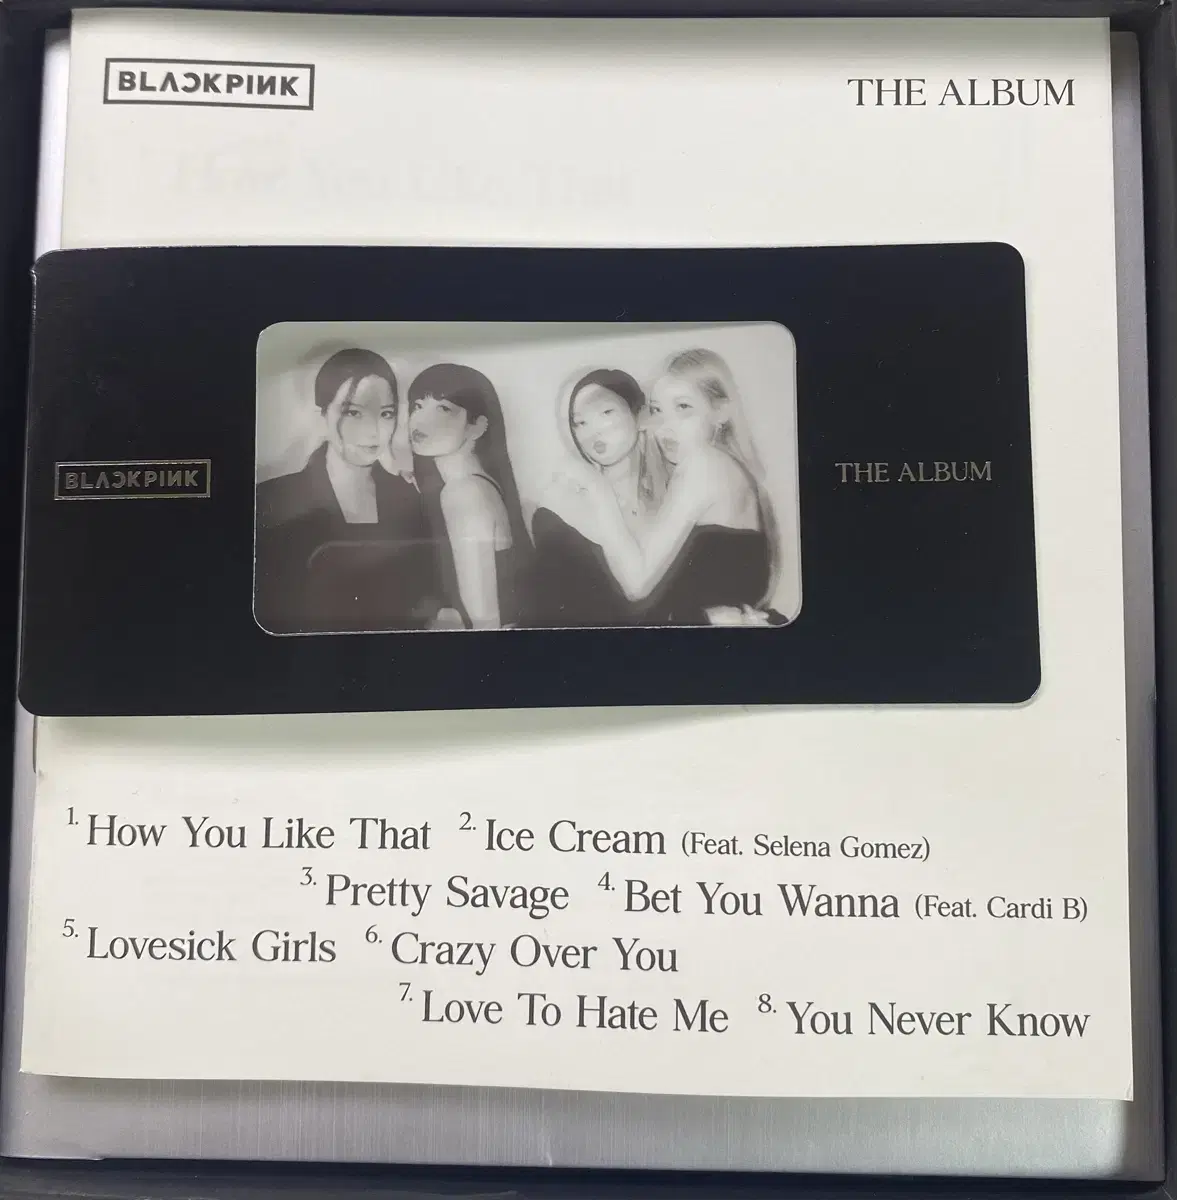 BLACKPINK
THE ALBUM
BLACKPINK
THE ALBUM
1. How You Like That 2. Ice Cream (Feat. Selena Gomez)
3. Pretty Savage 4. Bet You Wanna (Feat. Cardi B)
5. Lovesick Girls 6. Crazy Over You
7. Love To Hate Me 8. You Never Know